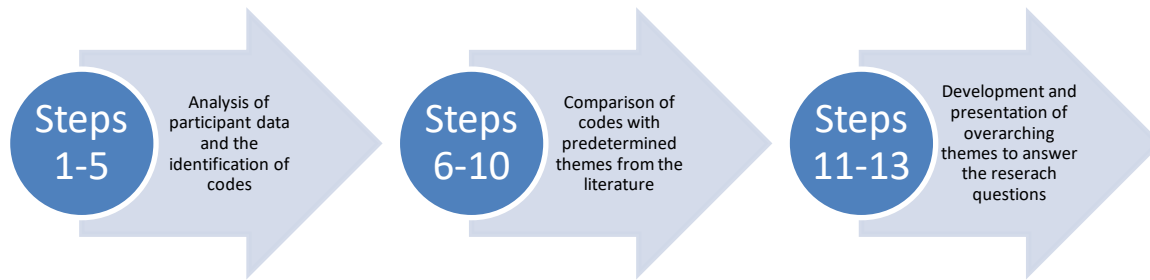 Steps
1-5
Analysis of
participant data
and the
identification of
codes
Steps
6-10
Comparison of
codes with
predetermined
themes from the
literature
Steps
11-13
Development and
presentation of
overarching
themes to answer
the reserach
questions